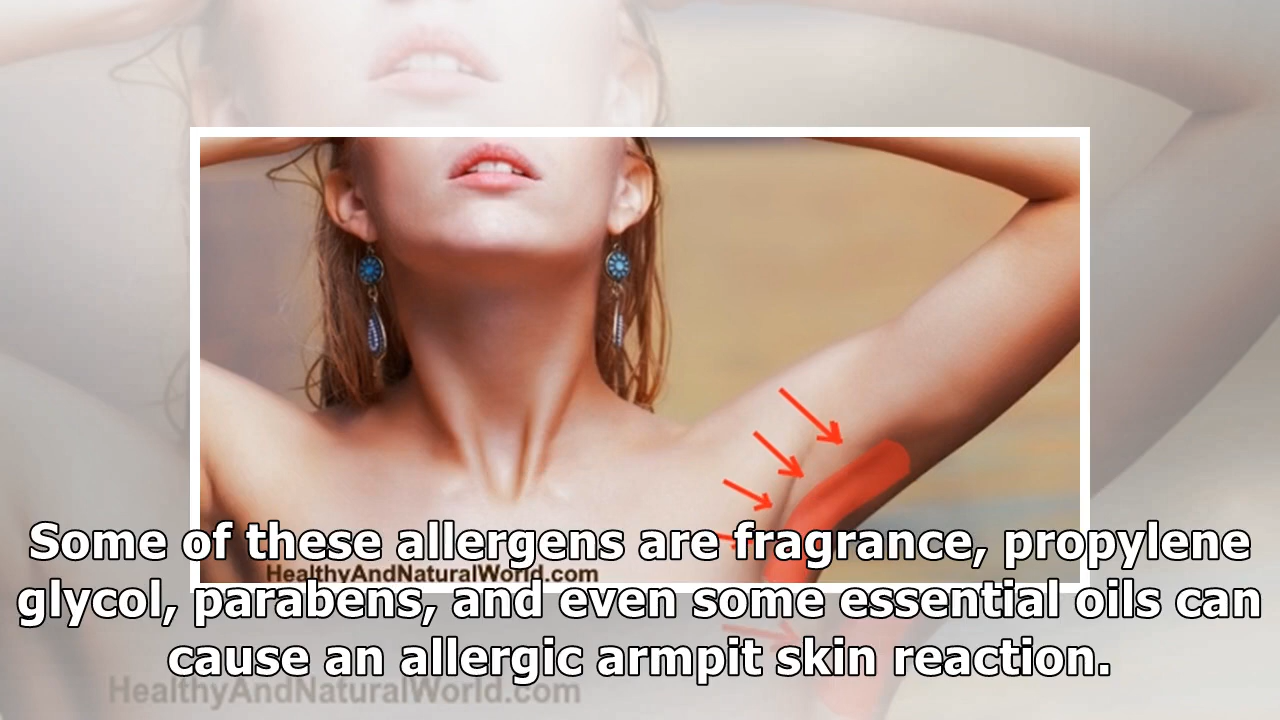 Some of these allergens are fragrance, propylene
HealthyAndNaturalWorld.com
glycol, parabens, and even some essential oils can
cause an allergic armpit skin reaction.
HealthyAndNaturalWorld.com